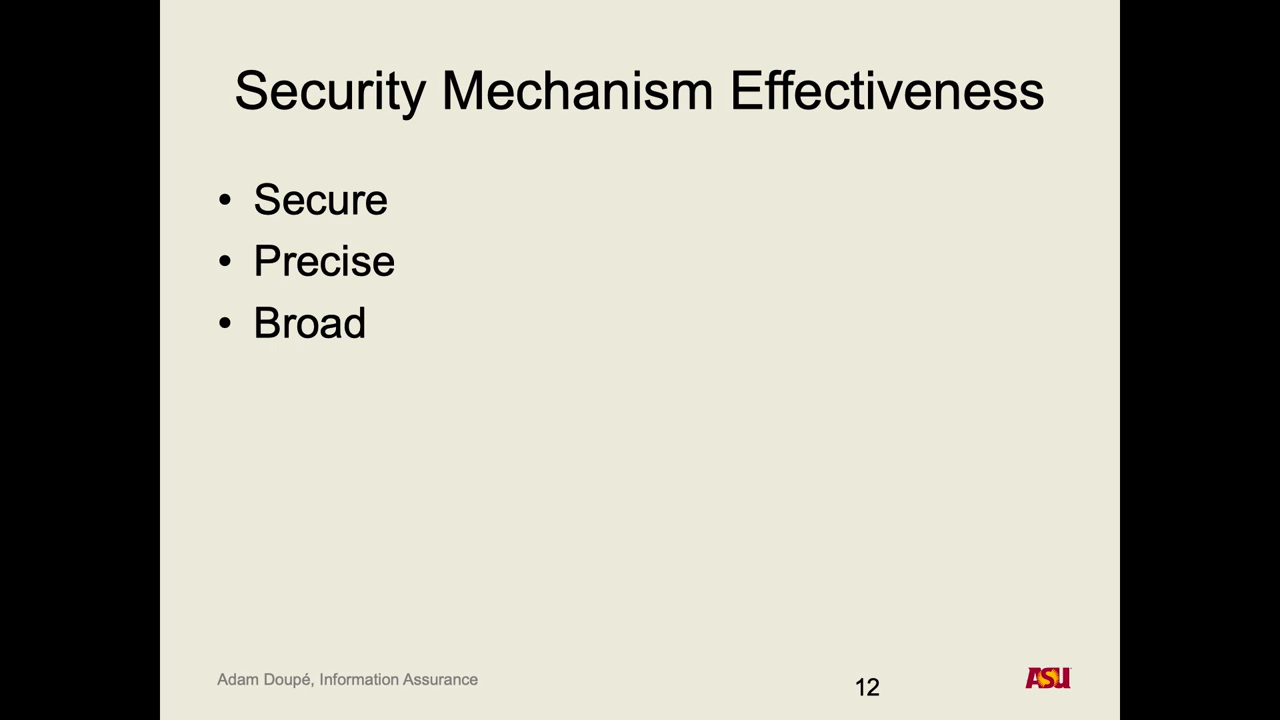 Security Mechanism Effectiveness
• Secure
• Precise
• Broad
Adam Doupé, Information Assurance
12
ASU